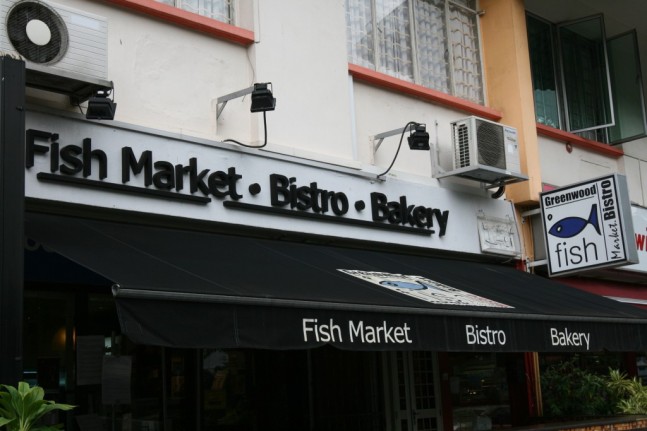 Fish Market • Bistro • Bakery
Greenwood
fish
Market Bistro
Fish Market Bistro Bakery